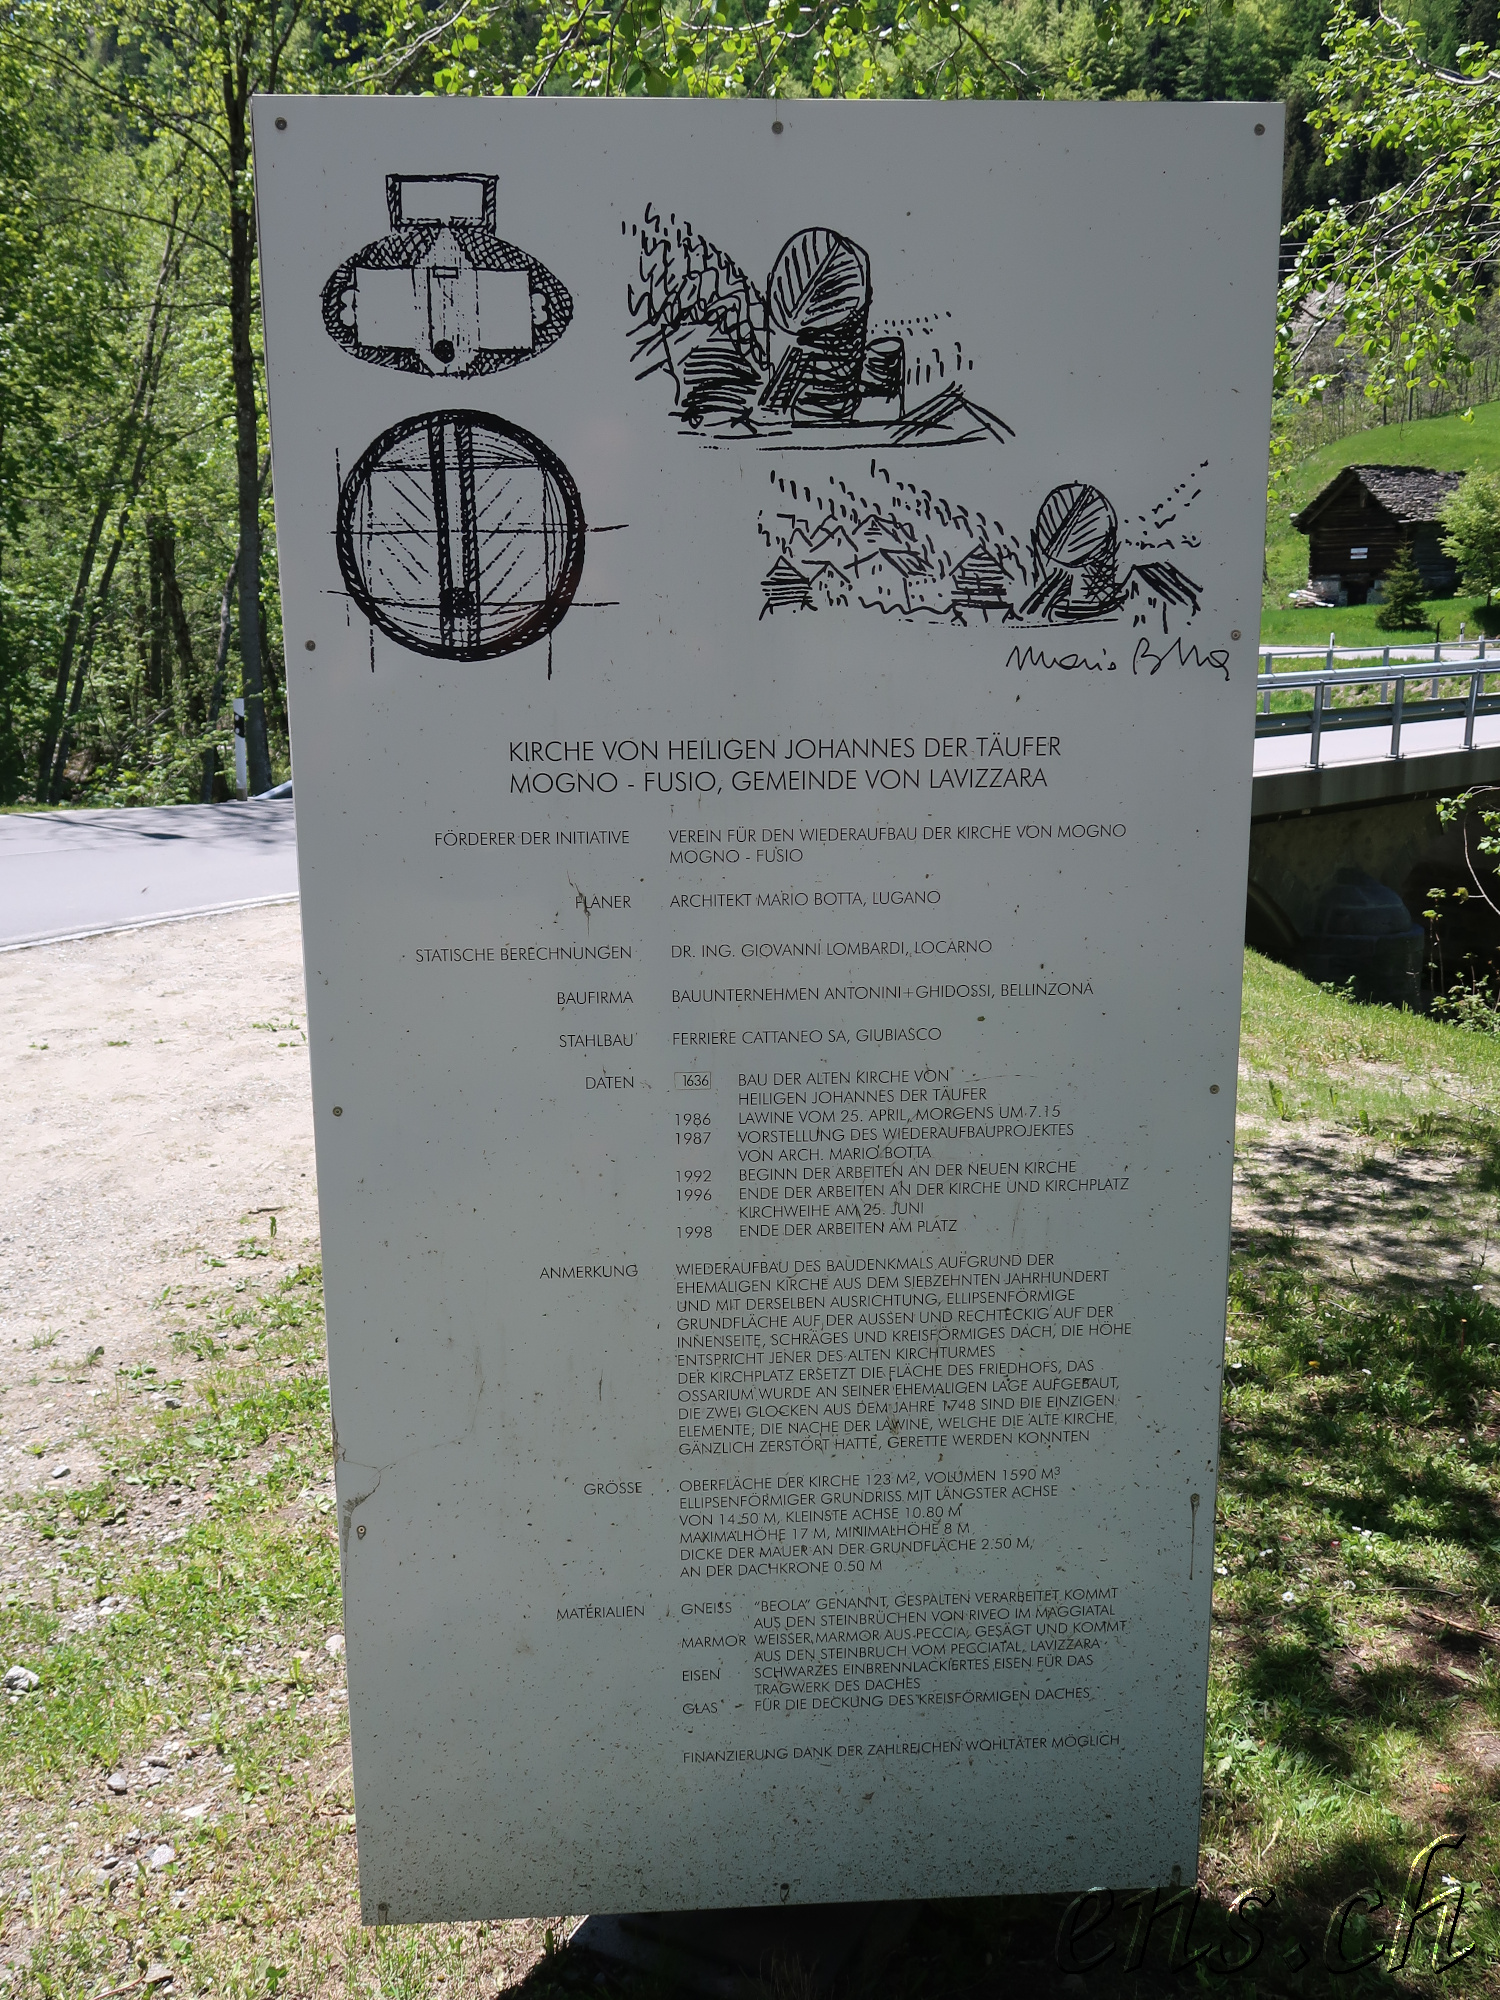 Mario Botta
KIRCHE VON HEILIGEN JOHANNES DER TÄUFER
MOGNO - FUSIO, GEMEINDE VON LAVIZZARA
FÖRDERER DER INITIATIVE VEREIN FÜR DEN WIEDERAUFBAU DER KIRCHE VON MOGNO
MOGNO - FUSIO
PLANER ARCHITEKT MARIO BOTTA, LUGANO
STATISCHE BERECHNUNGEN DR. ING. GIOVANNI LOMBARDI, LOCARNO
BAUFIRMA BAUUNTERNEHMEN ANTONINI+GHIDOSSI, BELLINZONA
STAHLBAU FERRIERE CATTANEO SA, GIUBIASCO
DATEN 1636 BAU DER ALTEN KIRCHE VON
HEILIGEN JOHANNES DER TÄUFER
1986 LAWINE VOM 25. APRIL, MORGENS UM 7.15
1987 VORSTELLUNG DES WIEDERAUFBAUPROJEKTES
VON ARCH. MARIO BOTTA
1992 BEGINN DER ARBEITEN AN DER NEUEN KIRCHE
1996 ENDE DER ARBEITEN AN DER KIRCHE UND KIRCHPLATZ
KIRCHWEIHE AM 25. JUNI
1998 ENDE DER ARBEITEN AM PLATZ
ANMERKUNG WIEDERAUFBAU DES BAUDENKMALS AUFGRUND DER
EHEMALIGEN KIRCHE AUS DEM SIEBZEHNTEN JAHRHUNDERT
UND MIT DERSELBEN AUSRICHTUNG, ELLIPSENFÖRMIGE
GRUNDFLÄCHE AUF DER AUSSEN UND RECHTECKIG AUF DER
INNENSEITE, SCHRÄGES UND KREISFÖRMIGES DACH, DIE HÖHE
ENTSPRICHT JENER DES ALTEN KIRCHTURMES
DER KIRCHPLATZ ERSETZT DIE FLÄCHE DES FRIEDHOFS, DAS
OSSARIUM WURDE AN SEINER EHEMALIGEN LAGE AUFGEBAUT,
DIE ZWEI GLOCKEN AUS DEM JAHRE 1748 SIND DIE EINZIGEN
ELEMENTE, DIE NACHE DER LAWINE, WELCHE DIE ALTE KIRCHE
GÄNZLICH ZERSTÖRT HATTE, GERETTE WERDEN KONNTEN
GRÖSSE OBERFLÄCHE DER KIRCHE 123 M², VOLUMEN 1590 M³
ELLIPSENFÖRMIGER GRUNDRISS MIT LÄNGSTER ACHSE
VON 14.50 M, KLEINSTE ACHSE 10.80 M
MAXIMALHÖHE 17 M, MINIMALHÖHE 8 M
DICKE DER MAUER AN DER GRUNDFLÄCHE 2.50 M,
AN DER DACHKRONE 0.50 M
MATERIALIEN GNEISS "BEOLA" GENANNT, GESPALTEN VERARBEITET KOMMT
AUS DEN STEINBRÜCHEN VON RIVEO IM MAGGIATAL
MARMOR WEISSER MARMOR AUS PECCIA, GESÄGT UND KOMMT
AUS DEN STEINBRUCH VOM PECCIATAL, LAVIZZARA
EISEN SCHWARZES EINBRENNLACKIERTES EISEN FÜR DAS
TRAGWERK DES DACHES
GLAS FÜR DIE DECKUNG DES KREISFÖRMIGEN DACHES
FINANZIERUNG DANK DER ZAHLREICHEN WOHLTÄTER MÖGLICH
ens.ch